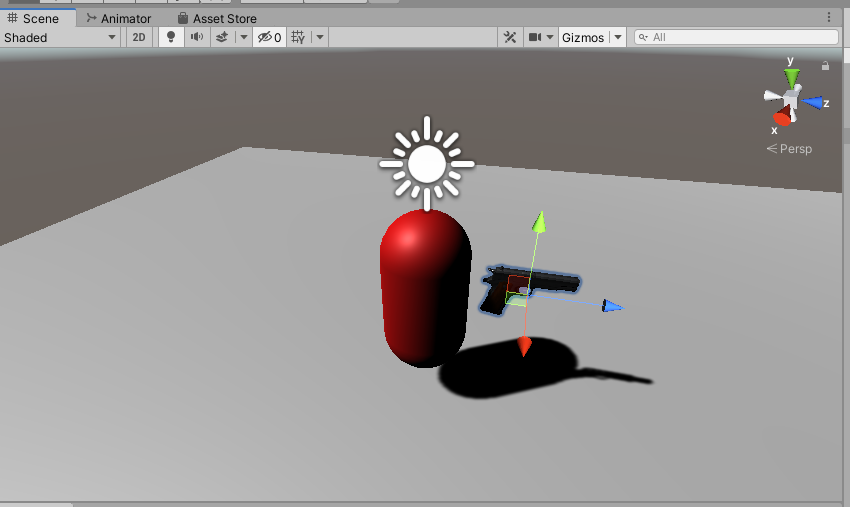 Scene Animator Asset Store
Shaded 2D 0 Gizmos All
y
z
x
Persp